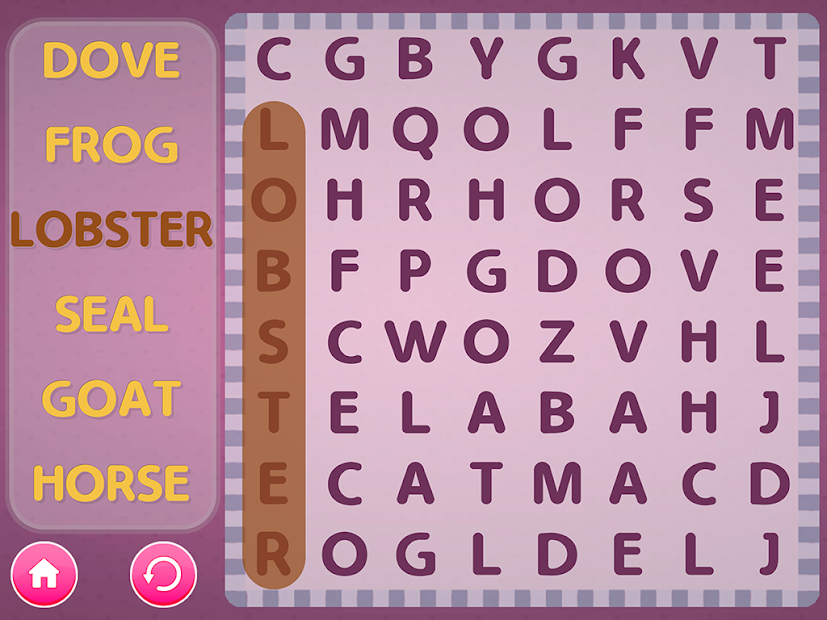 DOVE
FROG
LOBSTER
SEAL
GOAT
HORSE
C G B Y G K V T
L M Q O L F F M
O H R H O R S E
B F P G D O V E
S C W O Z V H L
T E L A B A H J
E C A T M A C D
R O G L D E L J